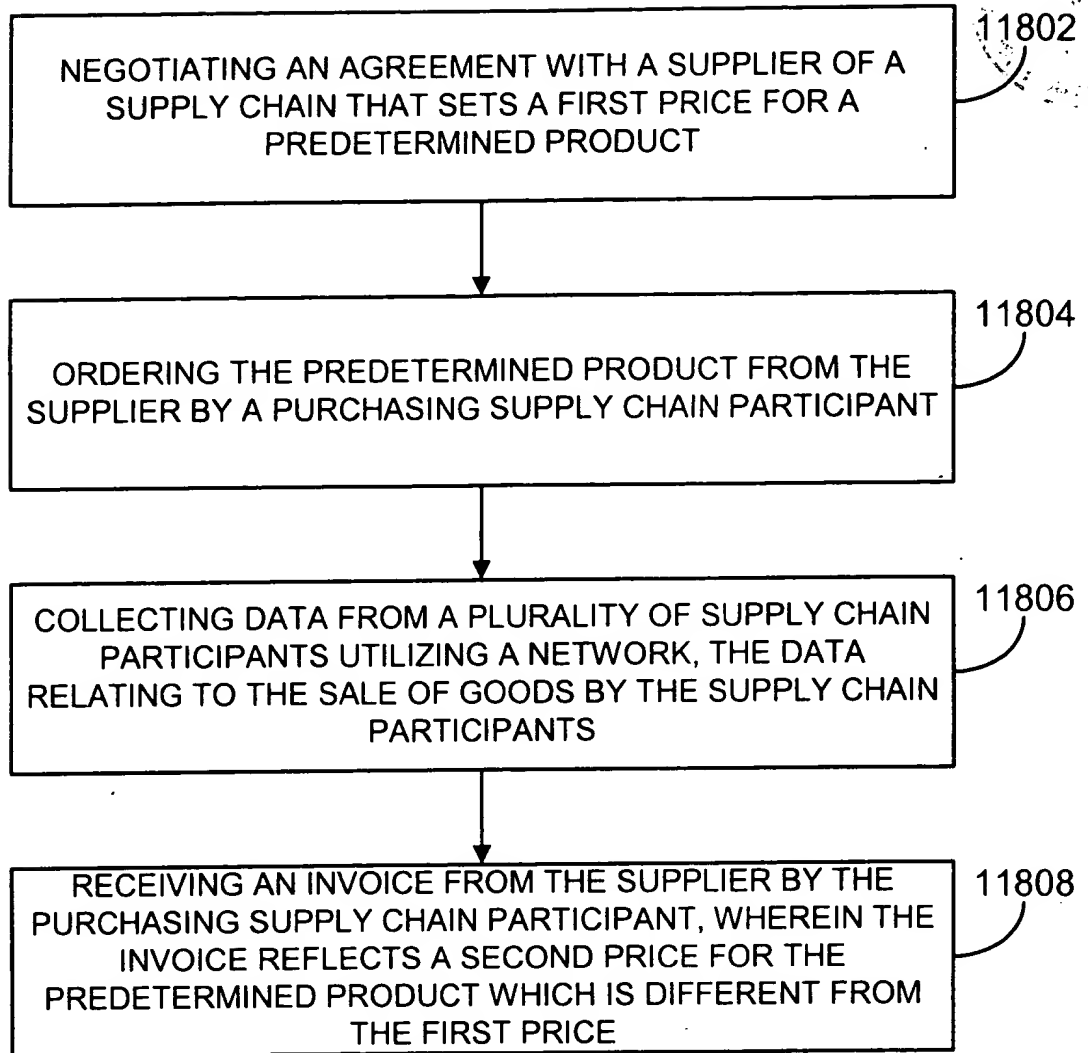 11802
NEGOTIATING AN AGREEMENT WITH A SUPPLIER OF A
SUPPLY CHAIN THAT SETS A FIRST PRICE FOR A
PREDETERMINED PRODUCT
11804
ORDERING THE PREDETERMINED PRODUCT FROM THE
SUPPLIER BY A PURCHASING SUPPLY CHAIN PARTICIPANT
11806
COLLECTING DATA FROM A PLURALITY OF SUPPLY CHAIN
PARTICIPANTS UTILIZING A NETWORK, THE DATA
RELATING TO THE SALE OF GOODS BY THE SUPPLY CHAIN
PARTICIPANTS
11808
RECEIVING AN INVOICE FROM THE SUPPLIER BY THE
PURCHASING SUPPLY CHAIN PARTICIPANT, WHEREIN THE
INVOICE REFLECTS A SECOND PRICE FOR THE
PREDETERMINED PRODUCT WHICH IS DIFFERENT FROM
THE FIRST PRICE